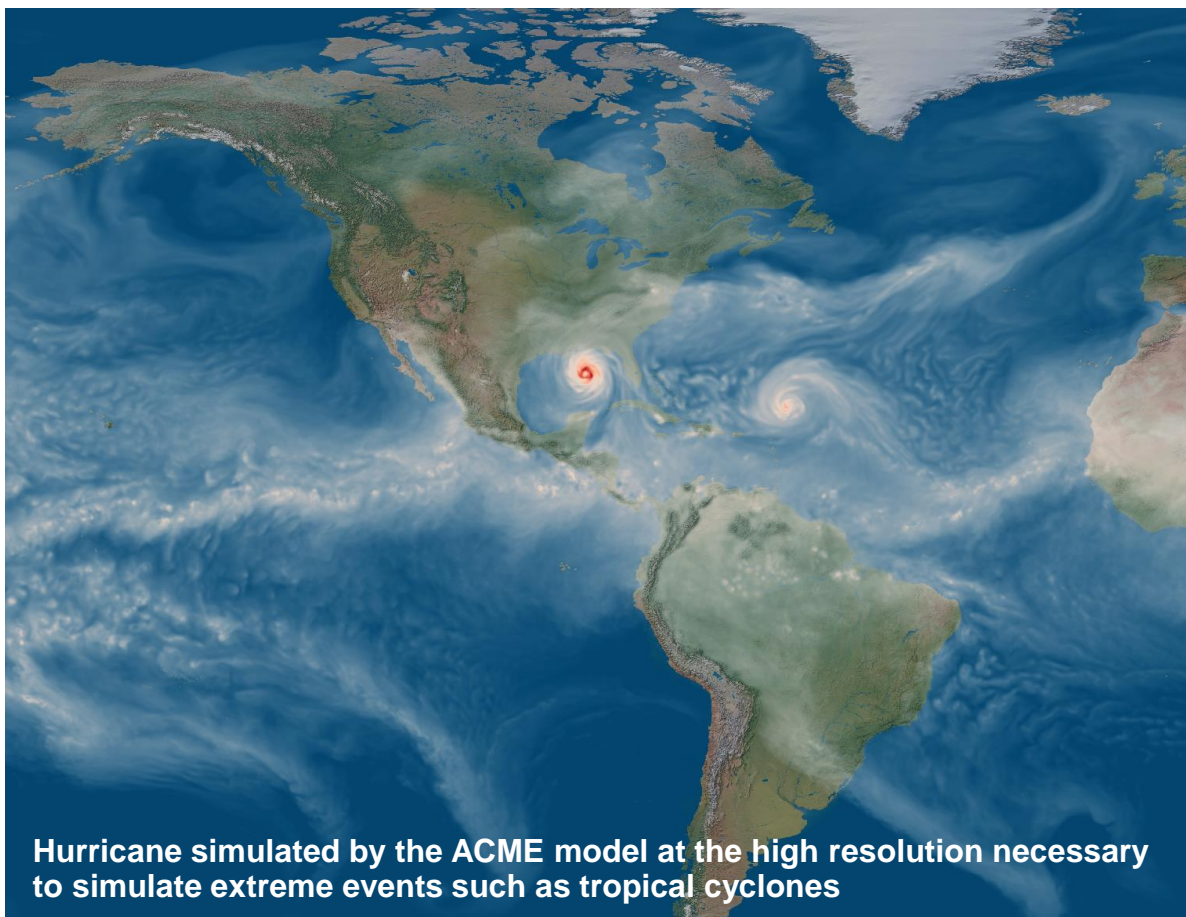 Hurricane simulated by the ACME model at the high resolution necessary
to simulate extreme events such as tropical cyclones